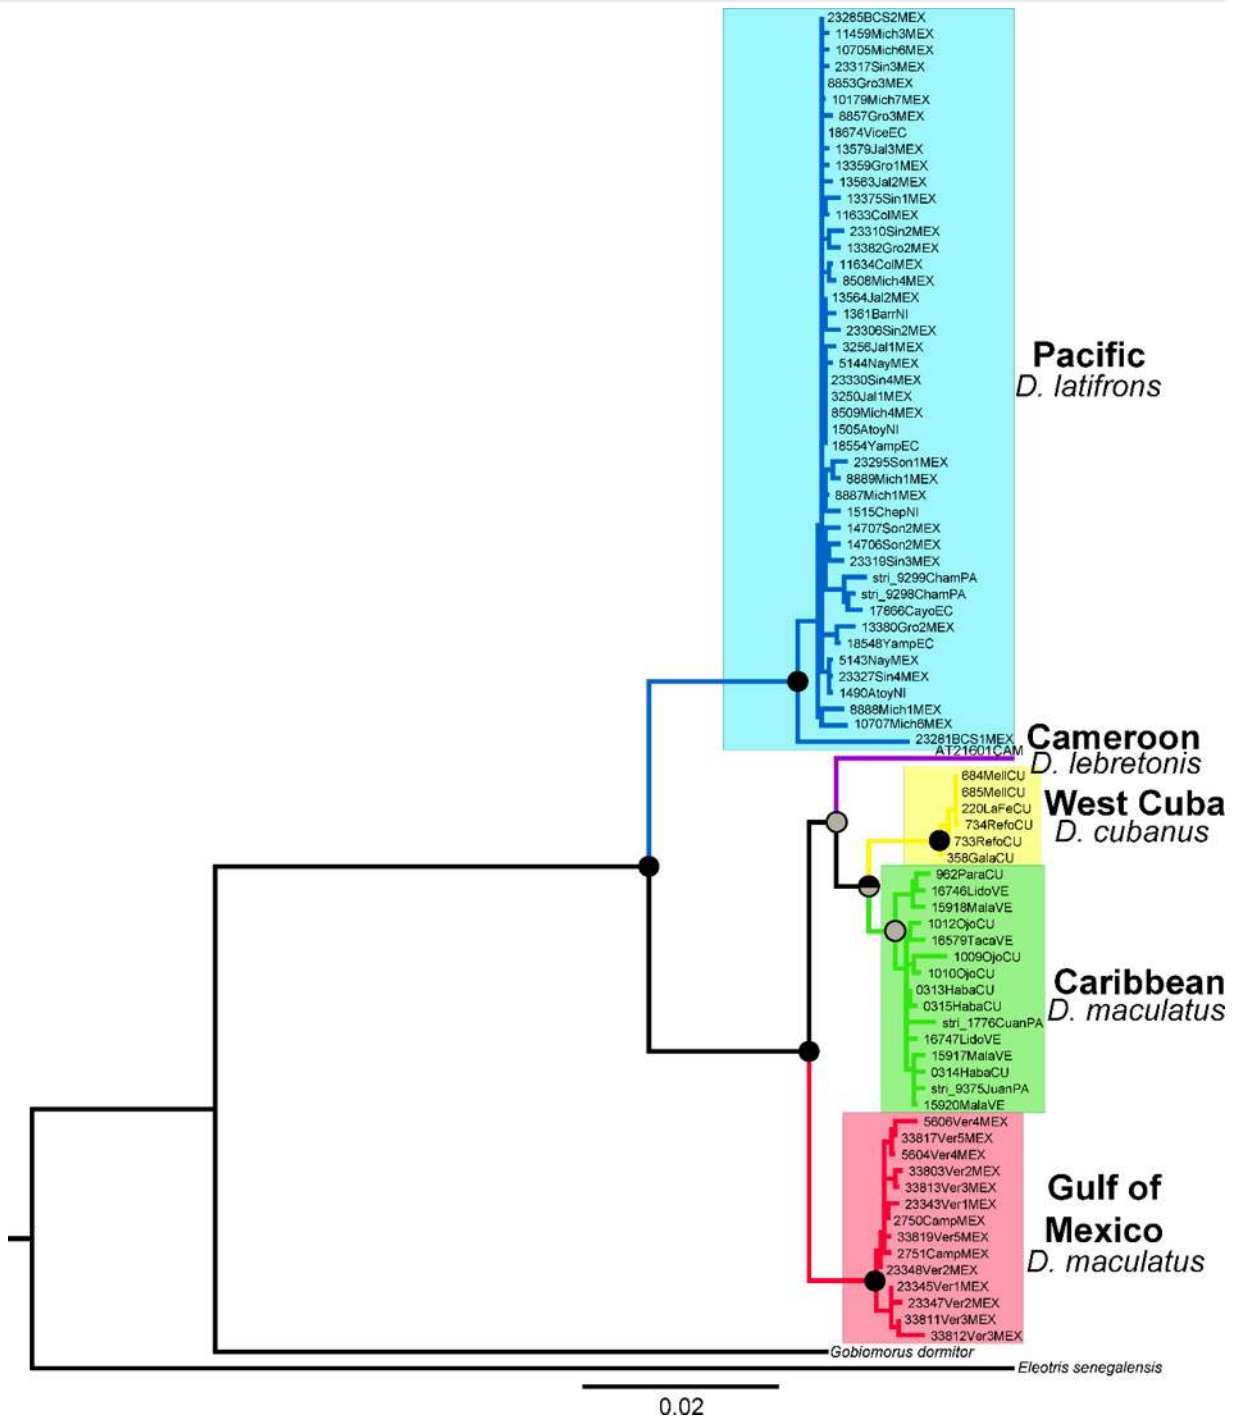 23285BCS2MEX
11459Mich3MEX
10705Mich6MEX
23317Sin3MEX
8853Gro3MEX
10179Mich7MEX
8857Gro3MEX
18674ViceEC
13579Jal3MEX
13359Gro1MEX
13563Jal2MEX
13375Sin1MEX
11633ColMEX
23310Sin2MEX
13382Gro2MEX
11634ColMEX
8508Mich4MEX
13564Jal2MEX
1361BarrNI
23306Sin2MEX
3256Jal1MEX
5144NayMEX
23330Sin4MEX
3250Jal1MEX
8509Mich4MEX
1505AtoyNI
18554YampEC
23295Son1MEX
8889Mich1MEX
8887Mich1MEX
1515ChepNI
14707Son2MEX
14706Son2MEX
23319Sin3MEX
stri_9299ChamPA
stri_9298ChamPA
17866CayoEC
13380Gro2MEX
18548YampEC
5143NayMEX
23327Sin4MEX
1490AtoyNI
8888Mich1MEX
10707Mich6MEX
23281BCS1MEX
Pacific
D. latifrons
AT21601CAM
Cameroon
D. lebretonis
684MellCU
685MellCU
220LaFeCU
734RefoCU
733RefoCU
358GalaCU
West Cuba
D. cubanus
962ParaCU
16746LidoVE
15918MalaVE
1012OjoCU
16579TacaVE
1009OjoCU
1010OjoCU
0313HabaCU
0315HabaCU
stri_1776CuanPA
16747LidoVE
15917MalaVE
0314HabaCU
stri_9375JuanPA
15920MalaVE
Caribbean
D. maculatus
5606Ver4MEX
33817Ver5MEX
5604Ver4MEX
33803Ver2MEX
33813Ver3MEX
23343Ver1MEX
2750CampMEX
33819Ver5MEX
2751CampMEX
23348Ver2MEX
23345Ver1MEX
23347Ver2MEX
33811Ver3MEX
33812Ver3MEX
Gulf of
Mexico
D. maculatus
Gobiomorus dormitor
Eleotris senegalensis
0.02